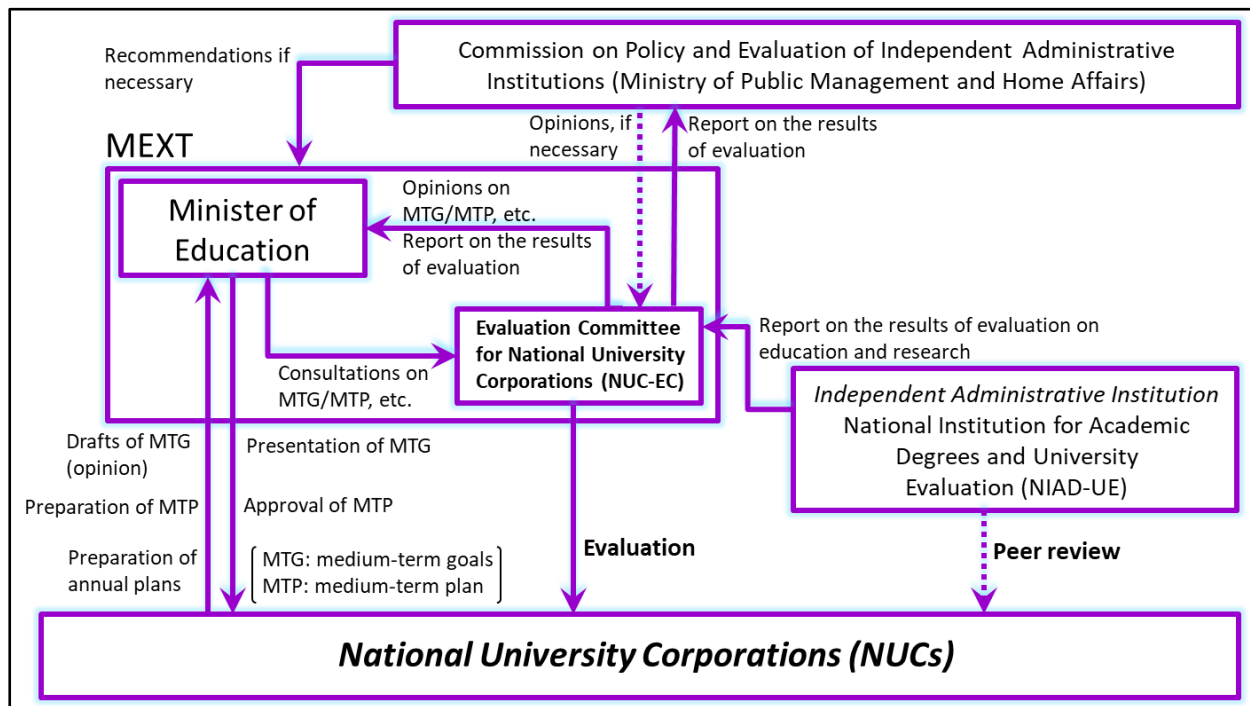 Recommendations if
necessary
Commission on Policy and Evaluation of Independent Administrative
Institutions (Ministry of Public Management and Home Affairs)
Opinions, if
necessary
Report on the results
of evaluation
MEXT
Minister of
Education
Opinions on
MTG/MTP, etc.
Report on the results
of evaluation
Evaluation Committee
for National University
Corporations (NUC-EC)
Consultations on
MTG/MTP, etc.
Report on the results of evaluation on
education and research
Independent Administrative Institution
National Institution for Academic
Degrees and University
Evaluation (NIAD-UE)
Drafts of MTG
(opinion)
Preparation of MTP
Preparation of
annual plans
Presentation of MTG
Approval of MTP
MTG: medium-term goals
MTP: medium-term plan
Evaluation
Peer review
National University Corporations (NUCs)